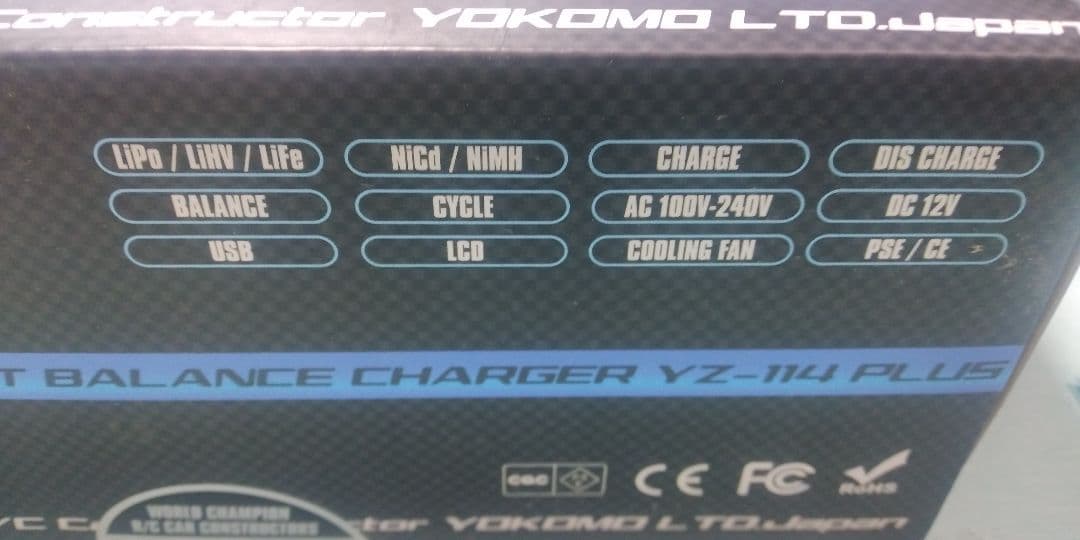 Constructor YOKOMO LTD.Japan
LiPo / LiHV / LiFe NiCd / NiMH CHARGE DIS CHARGE
BALANCE CYCLE AC 100V-240V DC 12V
USB LCD COOLING FAN PSE / CE
T BALANCE CHARGER YZ-114 PLUS
CE FC RoHS
WORLD CHAMPION
R/C CAR CONSTRUCTORS
/C C tor YOKOMO LTD.Japan